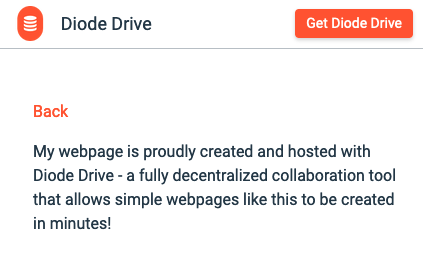 Diode Drive
Get Diode Drive
Back
My webpage is proudly created and hosted with
Diode Drive - a fully decentralized collaboration tool
that allows simple webpages like this to be created
in minutes!